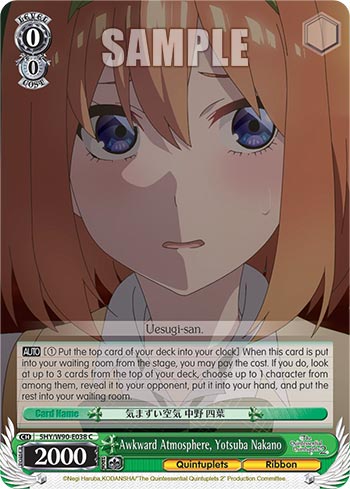 LEVEL
0
0
COST
SAMPLE
Uesugi-san.
AUTO [① Put the top card of your deck into your clock] When this card is put
into your waiting room from the stage, you may pay the cost. If you do, look
at up to 3 cards from the top of your deck, choose up to 1 character from
among them, reveal it to your opponent, put it into your hand, and put the
rest into your waiting room.
Card Name 気まずい空気 中野 四葉
CH 5HY/W90-E038 C
Awkward Atmosphere, Yotsuba Nakano
2000
Quintuplets Ribbon
©Negi Haruba,KODANSHA/"The Quintessential Quintuplets 2" Production Committee.